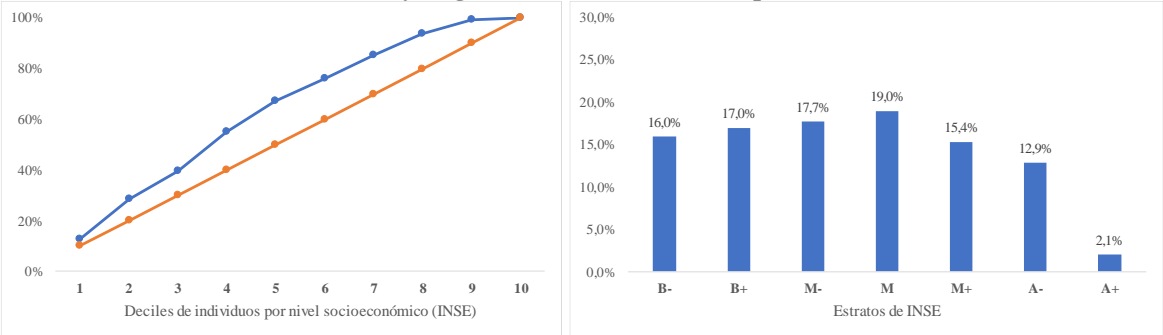 100%
80%
60%
40%
20%
0%
1 2 3 4 5 6 7 8 9 10
Deciles de individuos por nivel socioeconómico (INSE)
30,0%
25,0%
20,0%
15,0%
10,0%
5,0%
0,0%
16,0% 17,0% 17,7% 19,0% 15,4% 12,9% 2,1%
B- B+ M- M M+ A- A+
Estratos de INSE